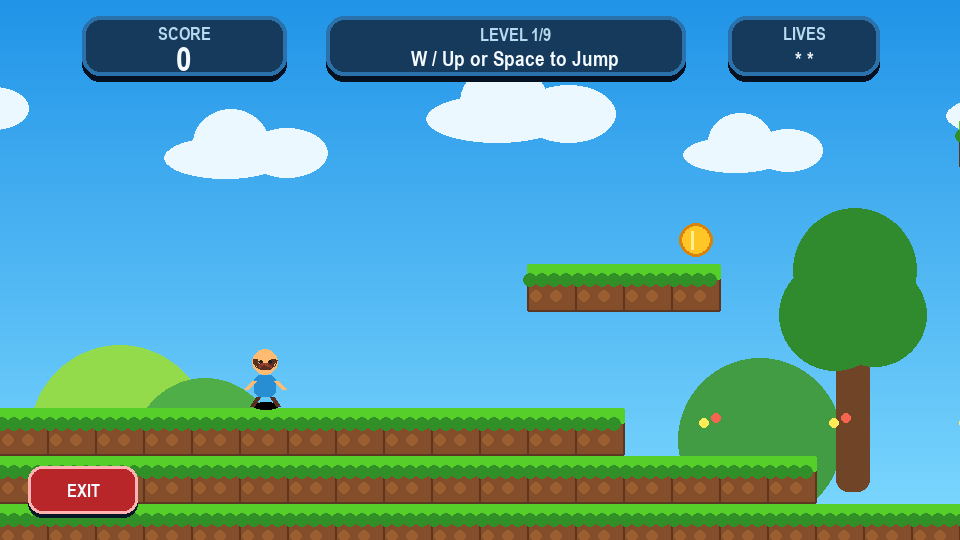 SCORE
0
LEVEL 1/9
W / Up or Space to Jump
LIVES
* *
EXIT